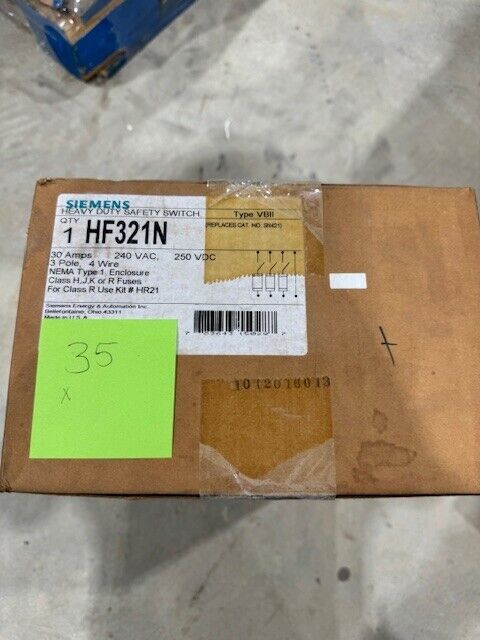 SIEMENS
HEAVY DUTY SAFETY SWITCH Type VBII
QTY.
1 HF321N (REPLACES CAT. NO. SN421)
30 Amps 240 VAC, 250 VDC
3 Pole, 4 Wire
NEMA Type 1, Enclosure
Class H,J,K or R Fuses
For Class R Use Kit # HR21
Siemens Energy & Automation Inc.
Bellefontaine, Ohio 43311
Made in U.S.A.
35
x
1012016013